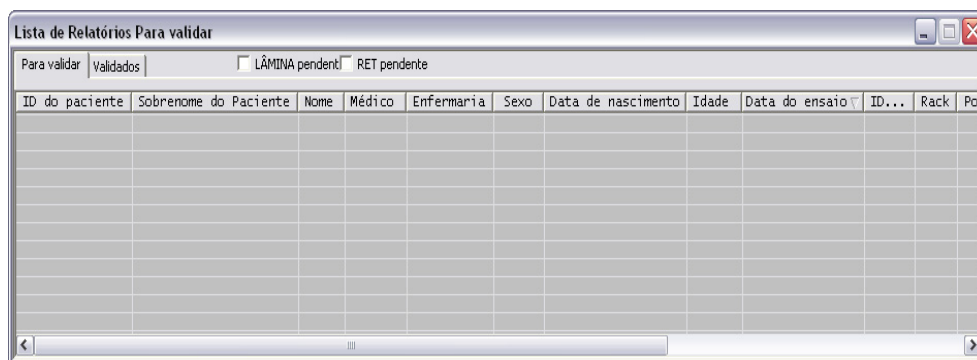 Lista de Relatórios Para validar
Para validar Validados LÂMINA pendent RET pendente
ID do paciente Sobrenome do Paciente Nome Médico Enfermaria Sexo Data de nascimento Idade Data do ensaio ID... Rack Po